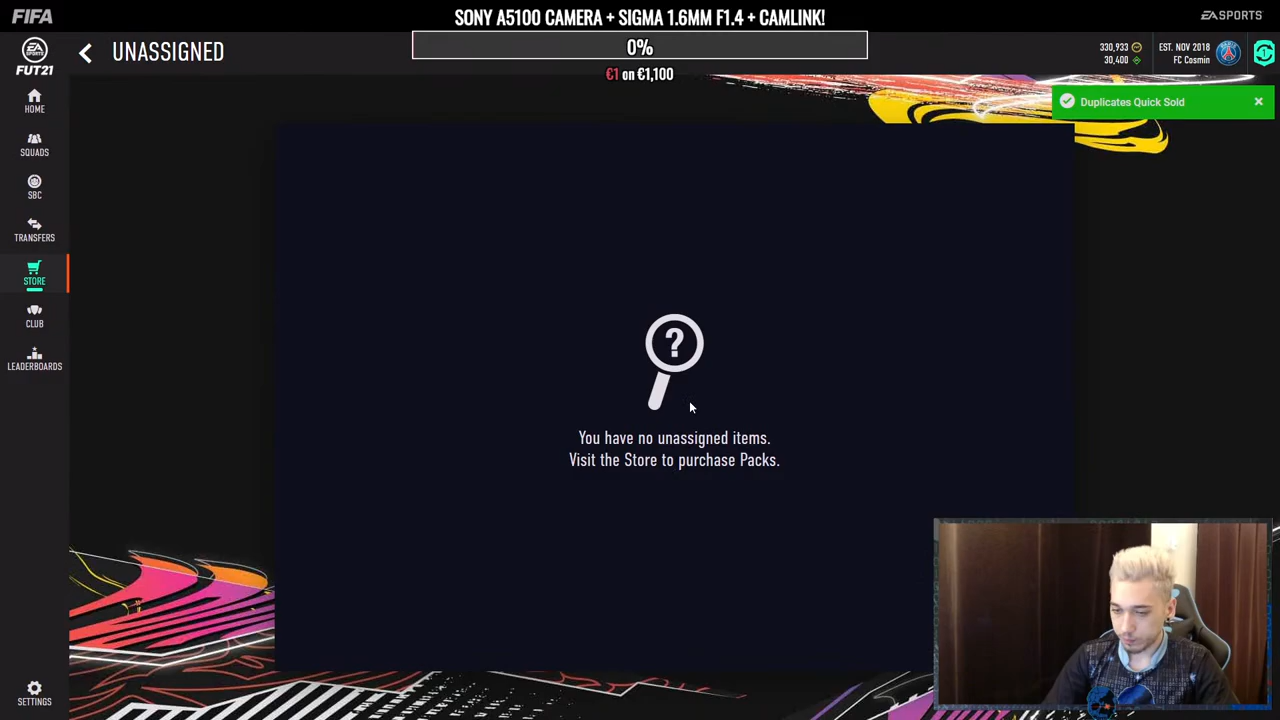 FIFA
SONY A5100 CAMERA + SIGMA 1.6MM F1.4 + CAMLINK!
EA SPORTS
0%
€1 on €1,100
EA SPORTS
FUT21
UNASSIGNED
330,933
30,400
EST. NOV 2018
FC Cosmin
Duplicates Quick Sold
HOME
SQUADS
SBC
TRANSFERS
STORE
CLUB
LEADERBOARDS
SETTINGS
?
You have no unassigned items.
Visit the Store to purchase Packs.